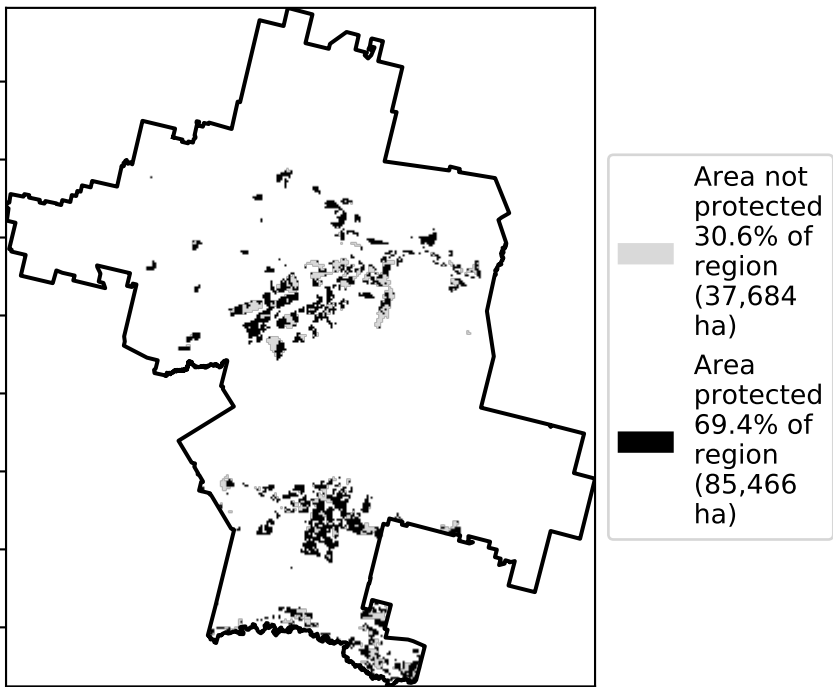 Area not
protected
30.6% of
region
(37,684
ha)
Area
protected
69.4% of
region
(85,466
ha)